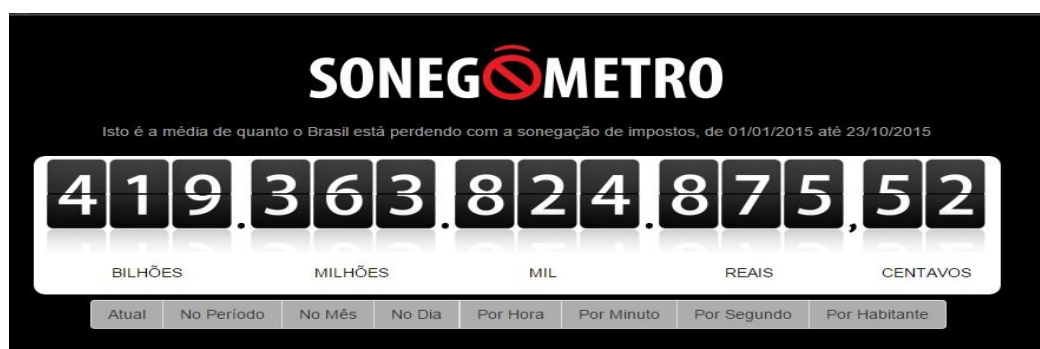 SONEGÔMETRO
Isto é a média de quanto o Brasil está perdendo com a sonegação de impostos, de 01/01/2015 até 23/10/2015
419.363.824.875,52
BILHÕES MILHÕES MIL REAIS CENTAVOS
Atual No Período No Mês No Dia Por Hora Por Minuto Por Segundo Por Habitante